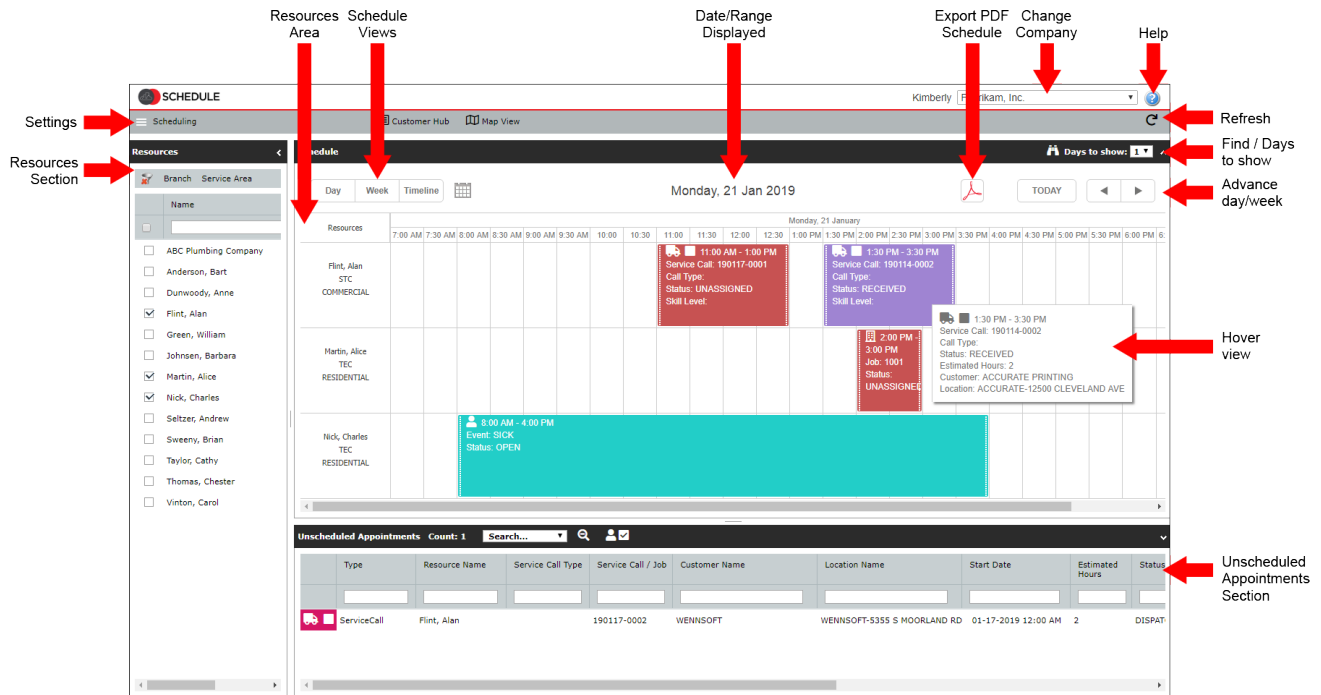 Resources Area
Schedule Views
Date/Range Displayed
Export PDF Schedule
Change Company
Help
SCHEDULE
Kimberly
Fabrikam, Inc.
Settings
Scheduling
Customer Hub
Map View
Refresh
Resources
Schedule
Days to show: 1
Find / Days to show
Resources Section
Branch Service Area
Day Week Timeline
Monday, 21 Jan 2019
TODAY
Advance day/week
Name
Resources
Monday, 21 January
7:00 AM 7:30 AM 8:00 AM 8:30 AM 9:00 AM 9:30 AM 10:00 10:30 11:00 11:30 12:00 12:30 1:00 PM 1:30 PM 2:00 PM 2:30 PM 3:00 PM 3:30 PM 4:00 PM 4:30 PM 5:00 PM 5:30 PM 6:00 PM 6:
ABC Plumbing Company
Anderson, Bart
Dunwoody, Anne
Flint, Alan
Green, William
Johnsen, Barbara
Martin, Alice
Nick, Charles
Seltzer, Andrew
Sweeny, Brian
Taylor, Cathy
Thomas, Chester
Vinton, Carol
Flint, Alan
STC
COMMERCIAL
11:00 AM - 1:00 PM
Service Call: 190117-0001
Call Type:
Status: UNASSIGNED
Skill Level:
1:30 PM - 3:30 PM
Service Call: 190114-0002
Call Type:
Status: RECEIVED
Skill Level:
1:30 PM - 3:30 PM
Service Call: 190114-0002
Call Type:
Status: RECEIVED
Estimated Hours: 2
Customer: ACCURATE PRINTING
Location: ACCURATE-12500 CLEVELAND AVE
Hover view
Martin, Alice
TEC
RESIDENTIAL
2:00 PM -
3:00 PM
Job: 1001
Status:
UNASSIGNED
Nick, Charles
TEC
RESIDENTIAL
8:00 AM - 4:00 PM
Event: SICK
Status: OPEN
Unscheduled Appointments Count: 1 Search...
Unscheduled Appointments Section
Type
Resource Name
Service Call Type
Service Call / Job
Customer Name
Location Name
Start Date
Estimated Hours
Status
ServiceCall Flint, Alan 190117-0002 WENNSOFT WENNSOFT-5355 S MOORLAND RD 01-17-2019 12:00 AM 2 DISPAT